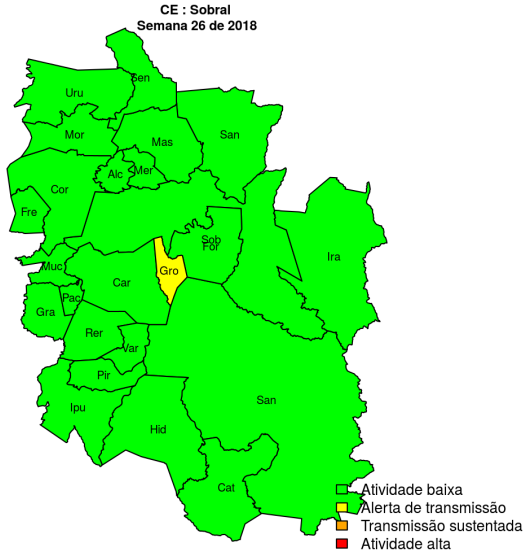 CE : Sobral
Semana 26 de 2018
Sen
Uru
Mor
Mas
San
Alc
Mer
Cor
Fre
Sob
For
Ira
Muc
Gro
Car
Pac
Gra
Rer
Var
Pir
San
Ipu
Hid
Cat
Atividade baixa
Alerta de transmissão
Transmissão sustentada
Atividade alta